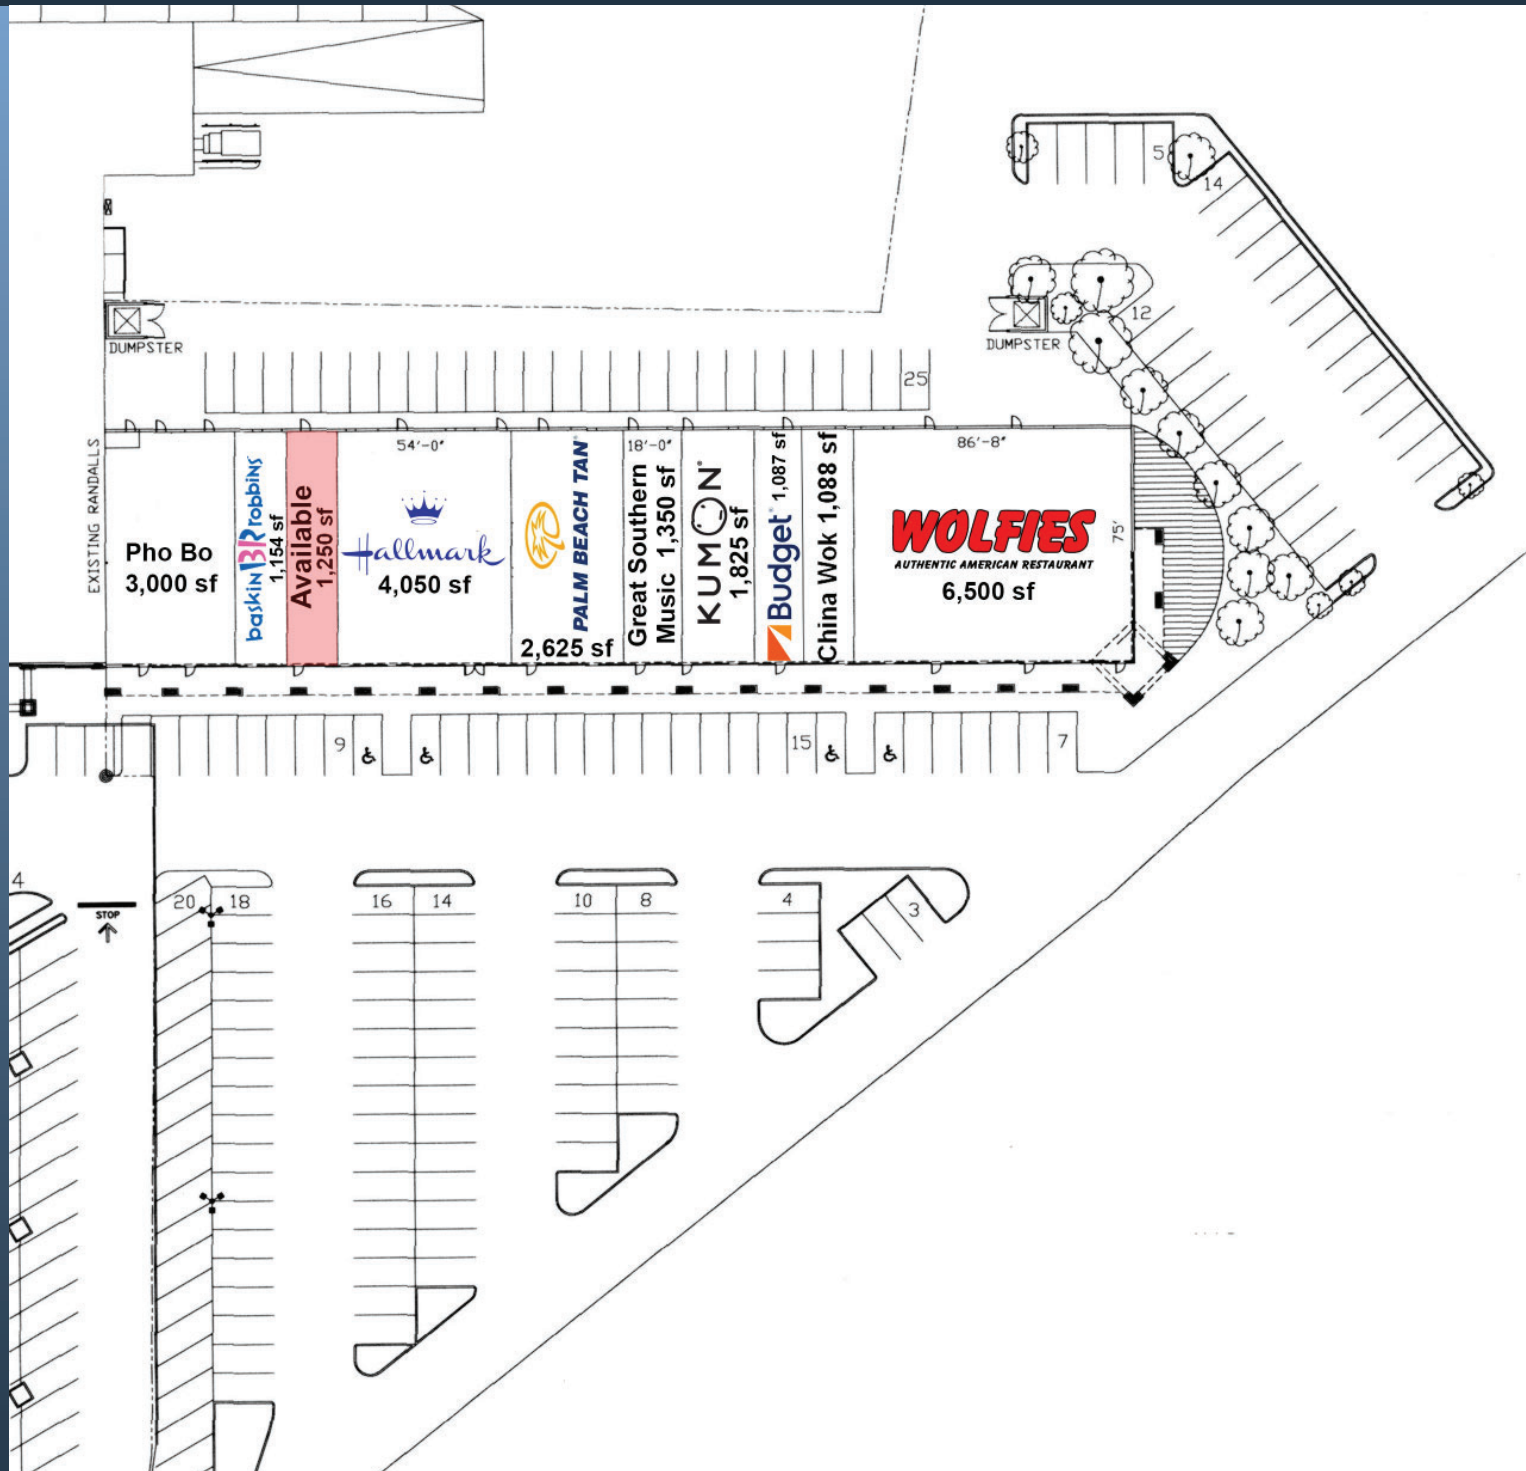 5
14
12
DUMPSTER
DUMPSTER
25
EXISTING RANDALLS
Pho Bo
3,000 sf
baskin BR robbins
1,154 sf
Available
1,250 sf
54'-0"
Hallmark
4,050 sf
PALM BEACH TAN
2,625 sf
18'-0"
Great Southern
Music 1,350 sf
KUMON
1,825 sf
Budget 1,087 sf
China Wok 1,088 sf
86'-8"
WOLFIES
AUTHENTIC AMERICAN RESTAURANT
6,500 sf
75'
9
15
7
4
STOP
20
18
16
14
10
8
4
3